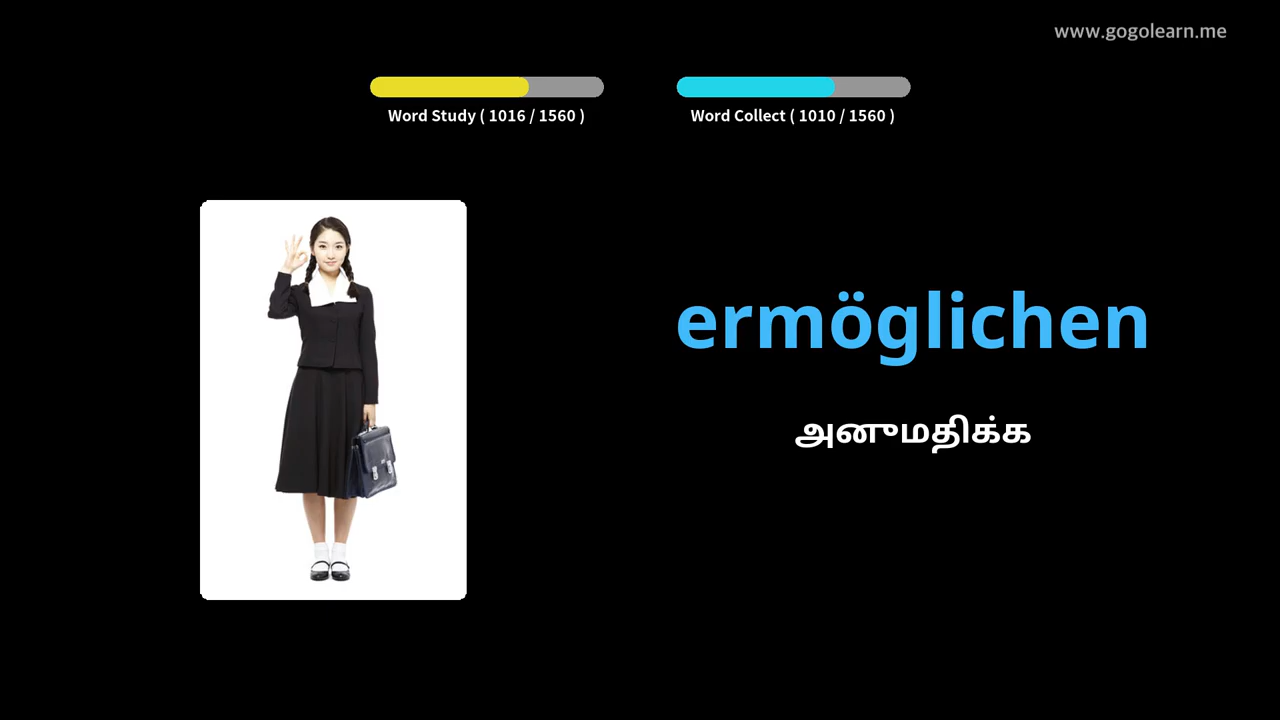 www.gogolearn.me
Word Study ( 1016 / 1560 )
Word Collect ( 1010 / 1560 )
ermöglichen
அனுமதிக்க